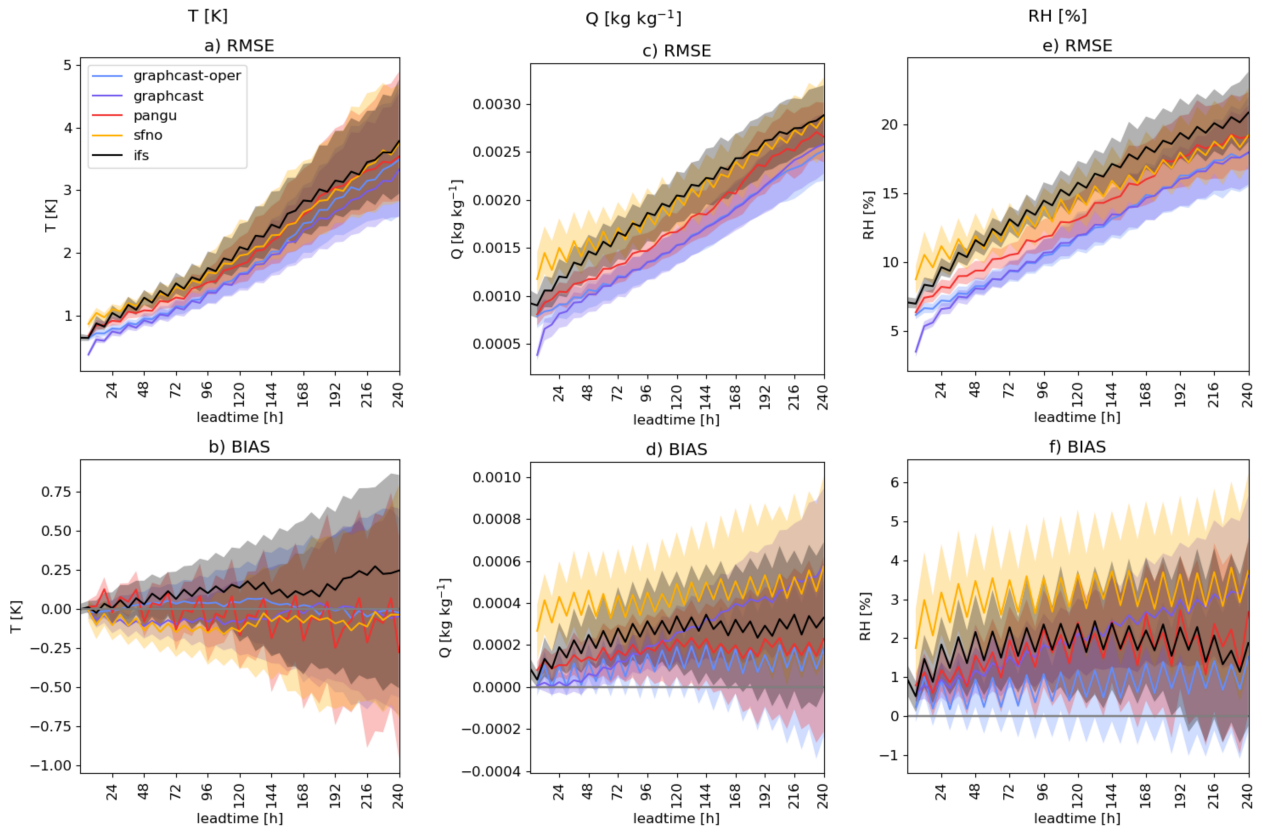 T [K]
Q [kg kg⁻¹]
RH [%]
a) RMSE
c) RMSE
e) RMSE
graphcast-oper
graphcast
pangu
sfno
ifs
T [K]
5
4
3
2
1
24 48 72 96 120 144 168 192 216 240
leadtime [h]
Q [kg kg⁻¹]
0.0030
0.0025
0.0020
0.0015
0.0010
0.0005
24 48 72 96 120 144 168 192 216 240
leadtime [h]
RH [%]
20
15
10
5
24 48 72 96 120 144 168 192 216 240
leadtime [h]
b) BIAS
d) BIAS
f) BIAS
T [K]
0.75
0.50
0.25
0.00
−0.25
−0.50
−0.75
−1.00
24 48 72 96 120 144 168 192 216 240
leadtime [h]
Q [kg kg⁻¹]
0.0010
0.0008
0.0006
0.0004
0.0002
0.0000
−0.0002
−0.0004
24 48 72 96 120 144 168 192 216 240
leadtime [h]
RH [%]
6
5
4
3
2
1
0
−1
24 48 72 96 120 144 168 192 216 240
leadtime [h]